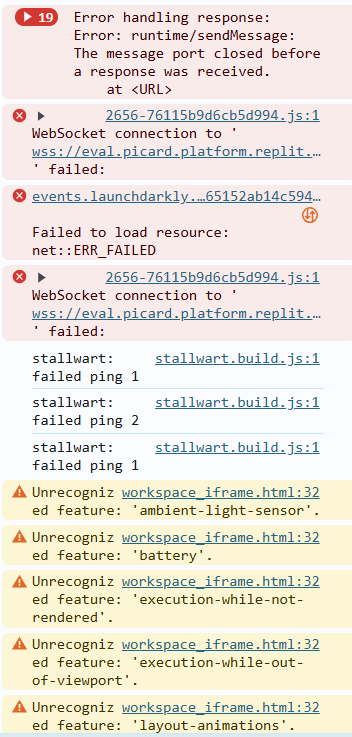 19 Error handling response:
Error: runtime/sendMessage:
The message port closed before
a response was received.
at <URL>
2656-76115b9d6cb5d994.js:1
WebSocket connection to '
wss://eval.picard.platform.replit.…
' failed:
events.launchdarkly.…65152ab14c594…
Failed to load resource:
net::ERR_FAILED
2656-76115b9d6cb5d994.js:1
WebSocket connection to '
wss://eval.picard.platform.replit.…
' failed:
stallwart: stallwart.build.js:1
failed ping 1
stallwart: stallwart.build.js:1
failed ping 2
stallwart: stallwart.build.js:1
failed ping 1
Unrecogniz workspace_iframe.html:32
ed feature: 'ambient-light-sensor'.
Unrecogniz workspace_iframe.html:32
ed feature: 'battery'.
Unrecogniz workspace_iframe.html:32
ed feature: 'execution-while-not-
rendered'.
Unrecogniz workspace_iframe.html:32
ed feature: 'execution-while-out-
of-viewport'.
Unrecogniz workspace_iframe.html:32
ed feature: 'layout-animations'.